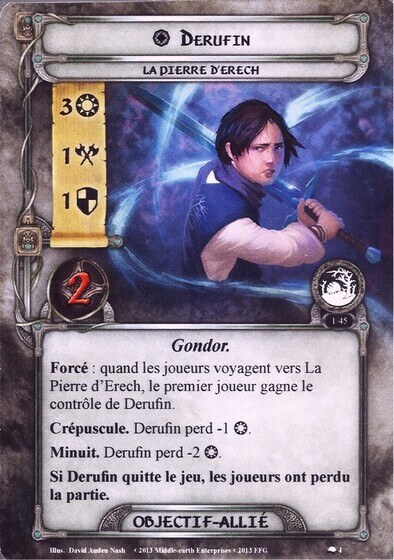 DERUFIN
LA PIERRE D'ERECH
3
1
1
2
1-45
Gondor.
Forcé : quand les joueurs voyagent vers La
Pierre d'Erech, le premier joueur gagne le
contrôle de Derufin.
Crépuscule. Derufin perd -1
Minuit. Derufin perd -2
Si Derufin quitte le jeu, les joueurs ont perdu
la partie.
OBJECTIF-ALLIÉ
Illus. David Auden Nash ©2013 Middle-earth Enterprises ©2013 FFG 4